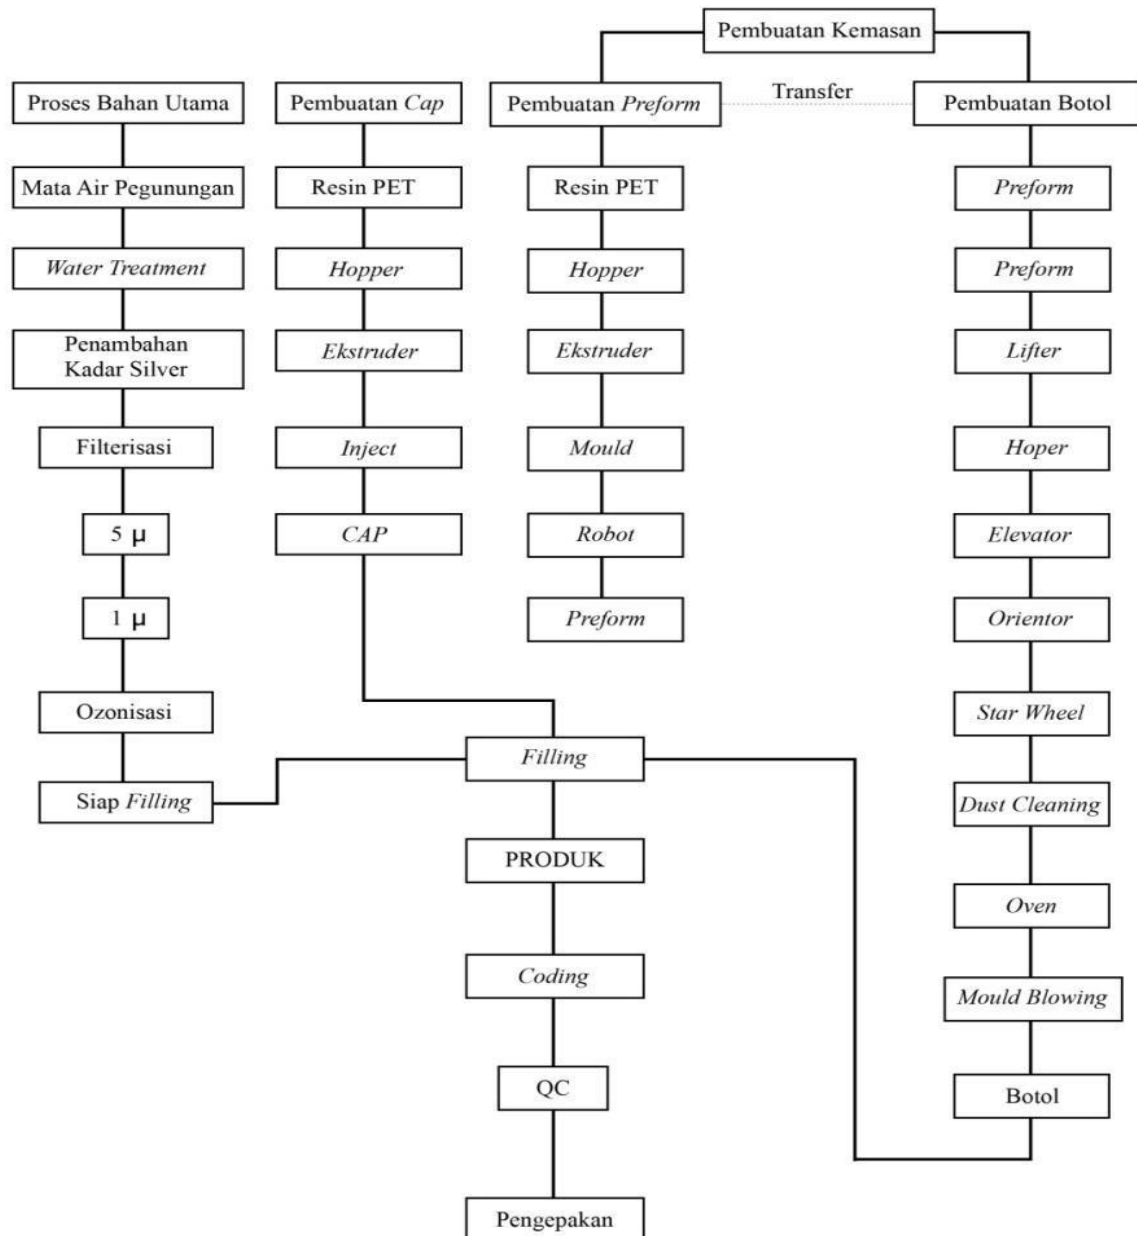 Pembuatan Kemasan
Proses Bahan Utama
Pembuatan Cap
Pembuatan Preform
Transfer
Pembuatan Botol
Mata Air Pegunungan
Resin PET
Resin PET
Preform
Water Treatment
Hopper
Hopper
Preform
Penambahan
Kadar Silver
Ekstruder
Ekstruder
Lifter
Filterisasi
Inject
Mould
Hoper
5 µ
CAP
Robot
Elevator
1 µ
Preform
Orientor
Ozonisasi
Star Wheel
Filling
Siap Filling
Dust Cleaning
PRODUK
Oven
Coding
Mould Blowing
QC
Botol
Pengepakan